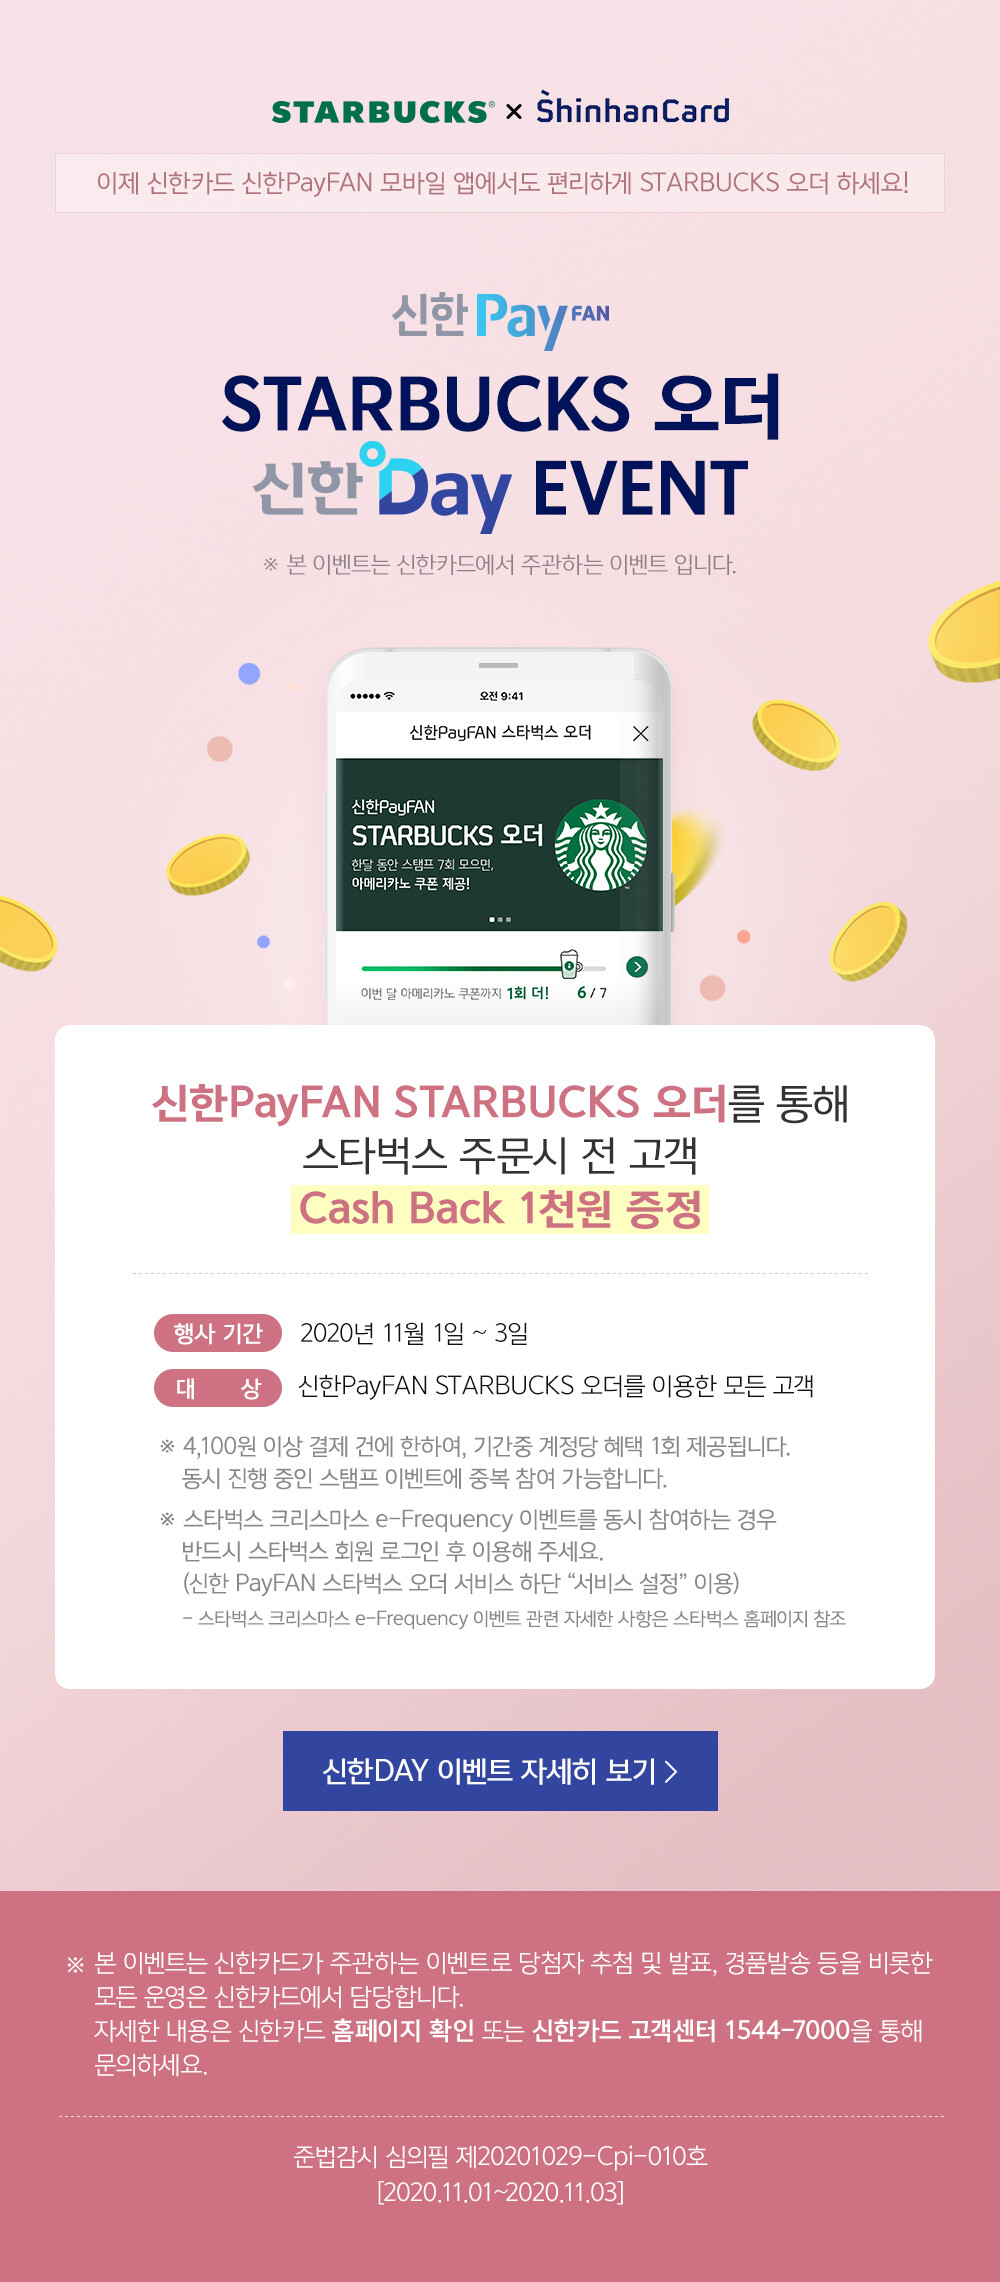 STARBUCKS® × ShinhanCard
이제 신한카드 신한PayFAN 모바일 앱에서도 편리하게 STARBUCKS 오더 하세요!
신한 Pay FAN
STARBUCKS 오더
신한 Day EVENT
※ 본 이벤트는 신한카드에서 주관하는 이벤트 입니다.
오전 9:41
신한PayFAN 스타벅스 오더
신한PayFAN
STARBUCKS 오더
한달 동안 스탬프 7회 모으면,
아메리카노 쿠폰 제공!
이번 달 아메리카노 쿠폰까지 1회 더! 6 / 7
신한PayFAN STARBUCKS 오더를 통해
스타벅스 주문시 전 고객
Cash Back 1천원 증정
행사 기간 2020년 11월 1일 ~ 3일
대 상 신한PayFAN STARBUCKS 오더를 이용한 모든 고객
※ 4,100원 이상 결제 건에 한하여, 기간중 계정당 혜택 1회 제공됩니다.
동시 진행 중인 스탬프 이벤트에 중복 참여 가능합니다.
※ 스타벅스 크리스마스 e-Frequency 이벤트를 동시 참여하는 경우
반드시 스타벅스 회원 로그인 후 이용해 주세요.
(신한 PayFAN 스타벅스 오더 서비스 하단 “서비스 설정” 이용)
- 스타벅스 크리스마스 e-Frequency 이벤트 관련 자세한 사항은 스타벅스 홈페이지 참조
신한DAY 이벤트 자세히 보기 >
※ 본 이벤트는 신한카드가 주관하는 이벤트로 당첨자 추첨 및 발표, 경품발송 등을 비롯한
모든 운영은 신한카드에서 담당합니다.
자세한 내용은 신한카드 홈페이지 확인 또는 신한카드 고객센터 1544-7000을 통해
문의하세요.
준법감시 심의필 제20201029-Cpi-010호
[2020.11.01~2020.11.03]